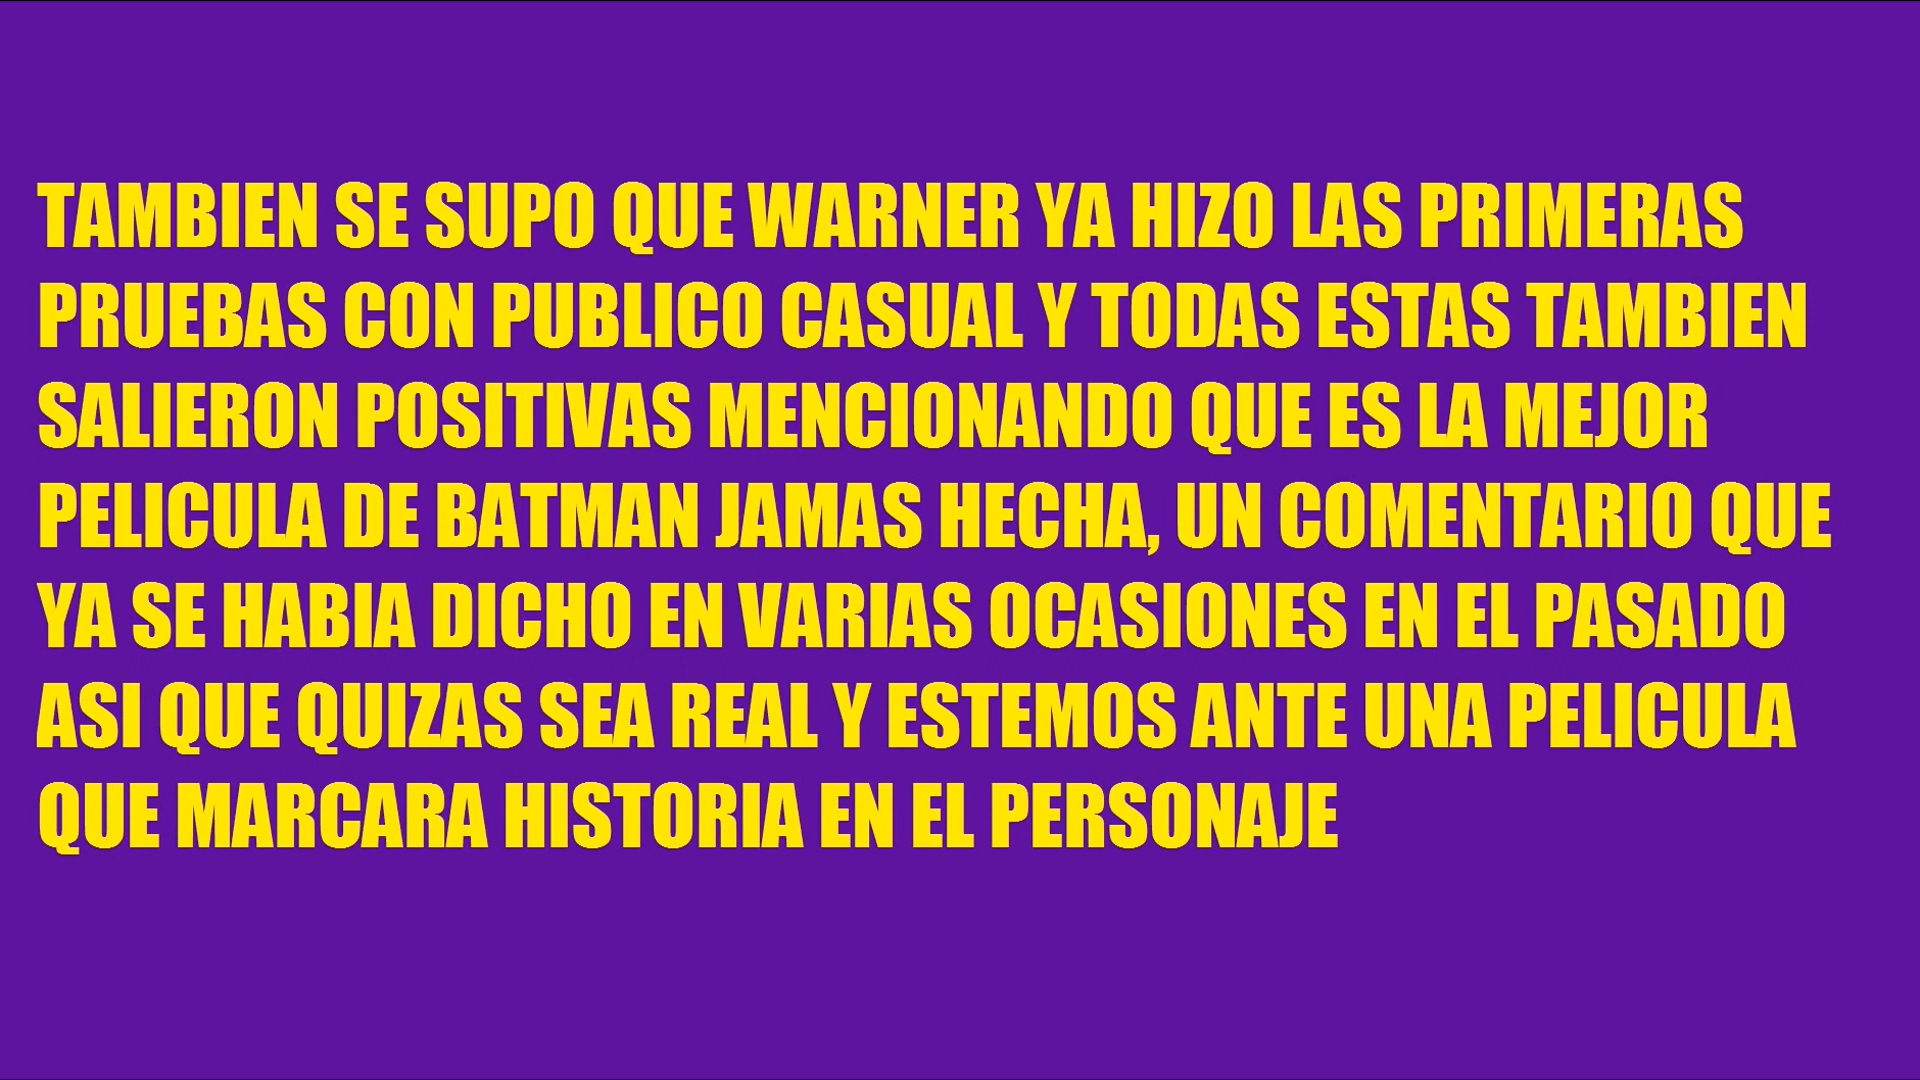 TAMBIEN SE SUPO QUE WARNER YA HIZO LAS PRIMERAS
PRUEBAS CON PUBLICO CASUAL Y TODAS ESTAS TAMBIEN
SALIERON POSITIVAS MENCIONANDO QUE ES LA MEJOR
PELICULA DE BATMAN JAMAS HECHA, UN COMENTARIO QUE
YA SE HABIA DICHO EN VARIAS OCASIONES EN EL PASADO
ASI QUE QUIZAS SEA REAL Y ESTEMOS ANTE UNA PELICULA
QUE MARCARA HISTORIA EN EL PERSONAJE